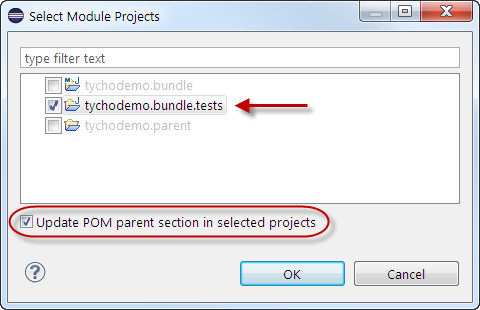 Select Module Projects
type filter text
tychodemo.bundle
tychodemo.bundle.tests
tychodemo.parent
Update POM parent section in selected projects
OK
Cancel